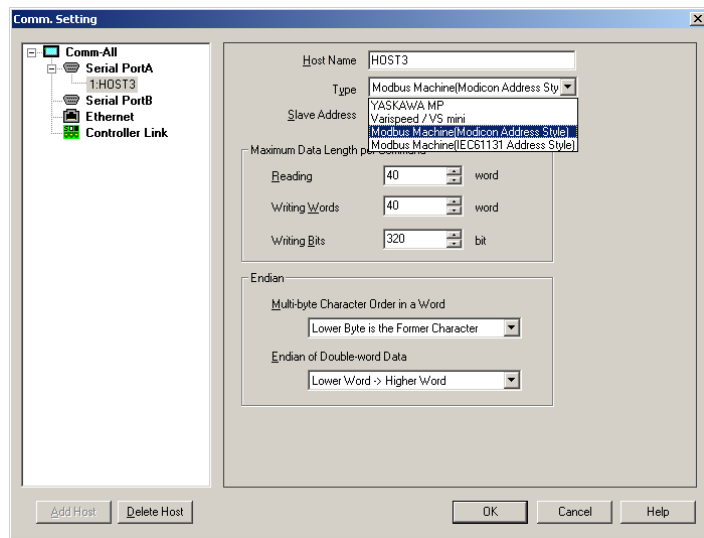 Comm. Setting
Comm-All
Serial PortA
1:HOST3
Serial PortB
Ethernet
Controller Link
Host Name HOST3
Type Modbus Machine(Modicon Address Sty
YASKAWA MP
Varispeed / VS mini
Modbus Machine(Modicon Address Style)
Modbus Machine(IEC61131 Address Style)
Slave Address
Maximum Data Length per Command
Reading 40 word
Writing Words 40 word
Writing Bits 320 bit
Endian
Multi-byte Character Order in a Word
Lower Byte is the Former Character
Endian of Double-word Data
Lower Word -> Higher Word
Add Host Delete Host OK Cancel Help